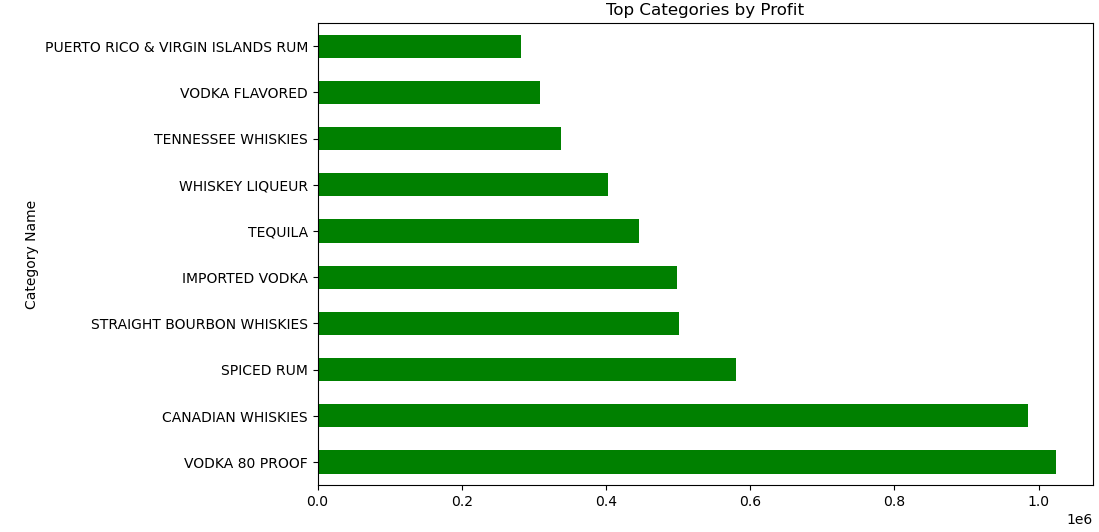 Top Categories by Profit
PUERTO RICO & VIRGIN ISLANDS RUM
VODKA FLAVORED
TENNESSEE WHISKIES
WHISKEY LIQUEUR
TEQUILA
IMPORTED VODKA
STRAIGHT BOURBON WHISKIES
SPICED RUM
CANADIAN WHISKIES
VODKA 80 PROOF
Category Name
0.0 0.2 0.4 0.6 0.8 1.0
1e6